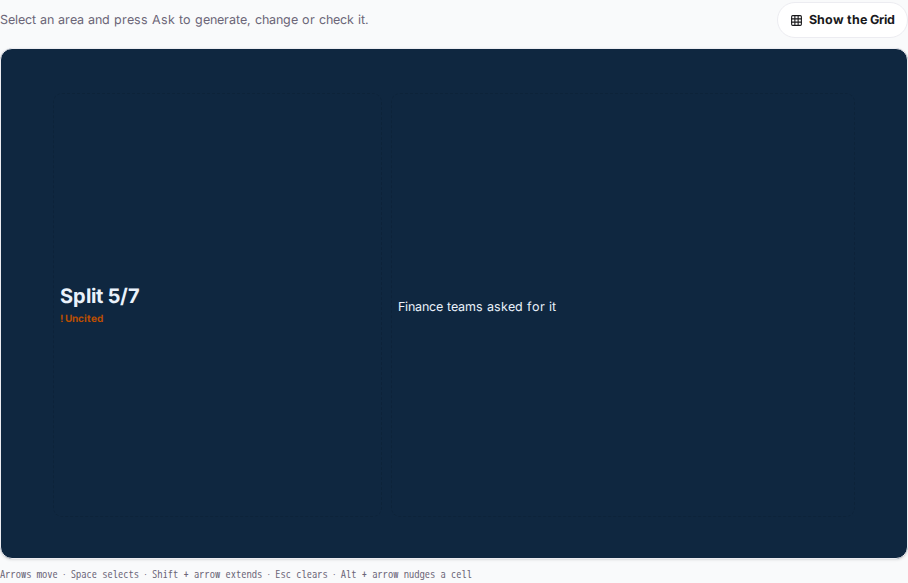 Select an area and press Ask to generate, change or check it.
Show the Grid
Split 5/7
! Uncited
Finance teams asked for it
Arrows move · Space selects · Shift + arrow extends · Esc clears · Alt + arrow nudges a cell